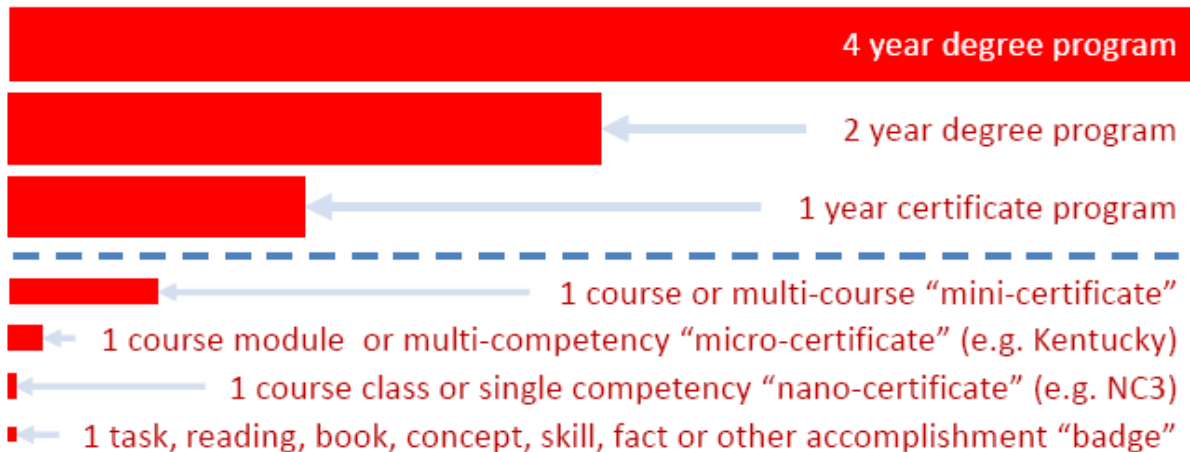 4 year degree program
2 year degree program
1 year certificate program
1 course or multi-course “mini-certificate”
1 course module or multi-competency “micro-certificate” (e.g. Kentucky)
1 course class or single competency “nano-certificate” (e.g. NC3)
1 task, reading, book, concept, skill, fact or other accomplishment “badge”